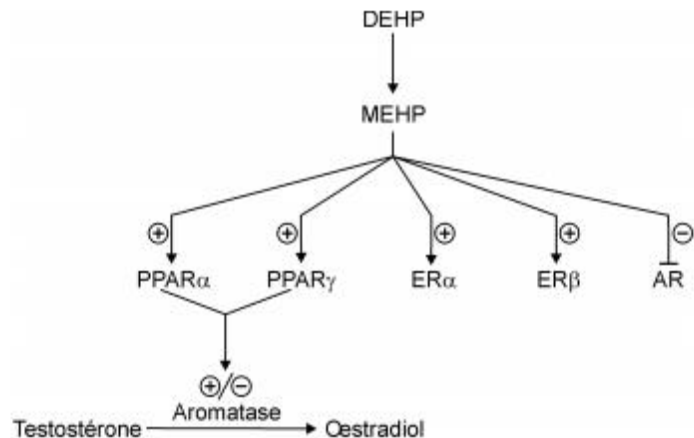 DEHP
MEHP
+ + + + −
PPARα PPARγ ERα ERβ AR
+/−
Aromatase
Testostérone Œstradiol